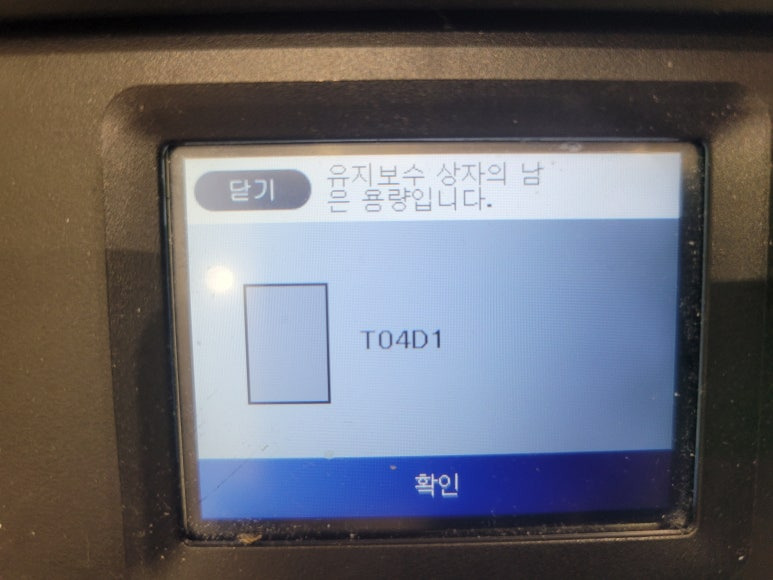 닫기
유지보수 상자의 남
은 용량입니다.
T04D1
확인